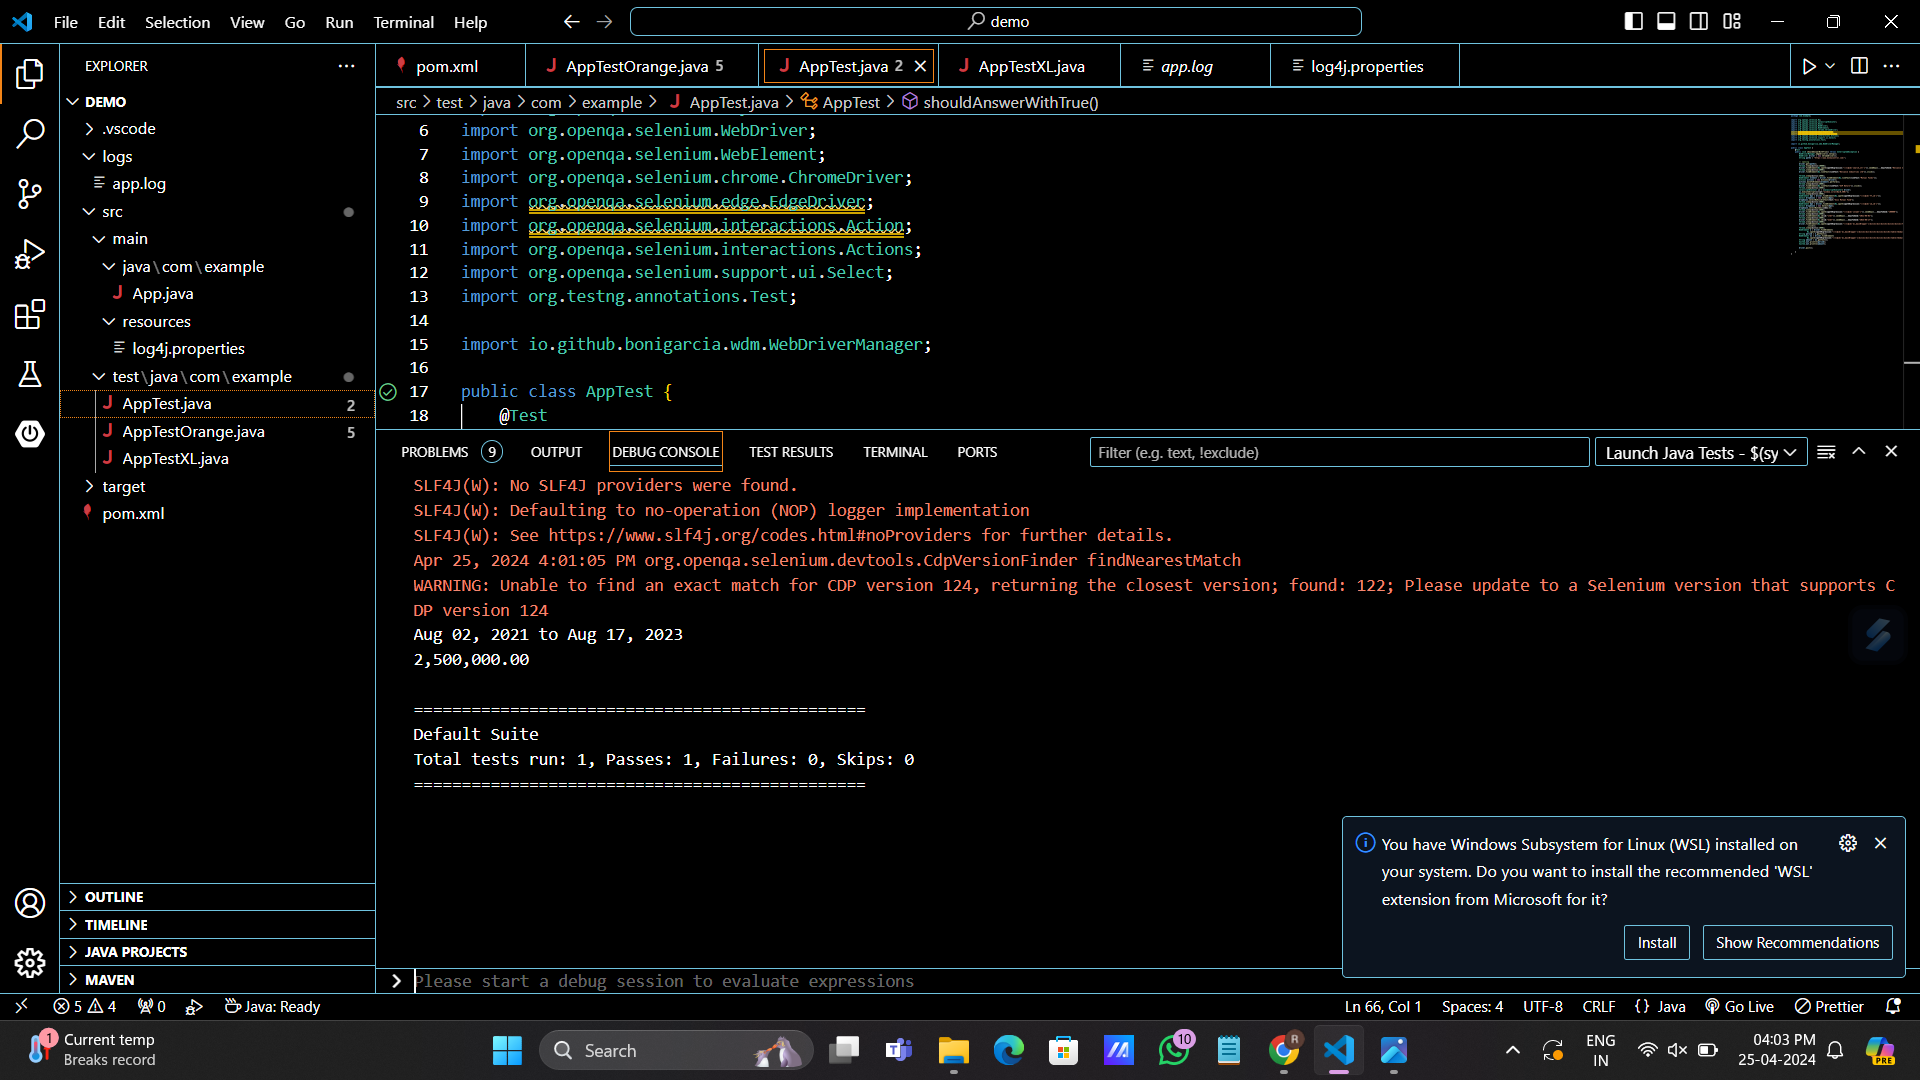 File Edit Selection View Go Run Terminal Help
demo
EXPLORER
DEMO
.vscode
logs
app.log
src
main
java\com\example
App.java
resources
log4j.properties
test\java\com\example
AppTest.java 2
AppTestOrange.java 5
AppTestXL.java
target
pom.xml
OUTLINE
TIMELINE
JAVA PROJECTS
MAVEN
pom.xml AppTestOrange.java 5 AppTest.java 2 AppTestXL.java app.log log4j.properties
src > test > java > com > example > AppTest.java > AppTest > shouldAnswerWithTrue()
6 import org.openqa.selenium.WebDriver;
7 import org.openqa.selenium.WebElement;
8 import org.openqa.selenium.chrome.ChromeDriver;
9 import org.openqa.selenium.edge.EdgeDriver;
10 import org.openqa.selenium.interactions.Action;
11 import org.openqa.selenium.interactions.Actions;
12 import org.openqa.selenium.support.ui.Select;
13 import org.testng.annotations.Test;
14
15 import io.github.bonigarcia.wdm.WebDriverManager;
16
17 public class AppTest {
18 @Test
PROBLEMS 9 OUTPUT DEBUG CONSOLE TEST RESULTS TERMINAL PORTS
Filter (e.g. text, !exclude)
Launch Java Tests - $(sy
SLF4J(W): No SLF4J providers were found.
SLF4J(W): Defaulting to no-operation (NOP) logger implementation
SLF4J(W): See https://www.slf4j.org/codes.html#noProviders for further details.
Apr 25, 2024 4:01:05 PM org.openqa.selenium.devtools.CdpVersionFinder findNearestMatch
WARNING: Unable to find an exact match for CDP version 124, returning the closest version; found: 122; Please update to a Selenium version that supports C
DP version 124
Aug 02, 2021 to Aug 17, 2023
2,500,000.00
===============================================
Default Suite
Total tests run: 1, Passes: 1, Failures: 0, Skips: 0
===============================================
You have Windows Subsystem for Linux (WSL) installed on
your system. Do you want to install the recommended 'WSL'
extension from Microsoft for it?
Install Show Recommendations
Please start a debug session to evaluate expressions
5 4 0 Java: Ready
Ln 66, Col 1 Spaces: 4 UTF-8 CRLF {} Java Go Live Prettier
1
Current temp
Breaks record
Search
10
R
ENG
IN
04:03 PM
25-04-2024
PRE